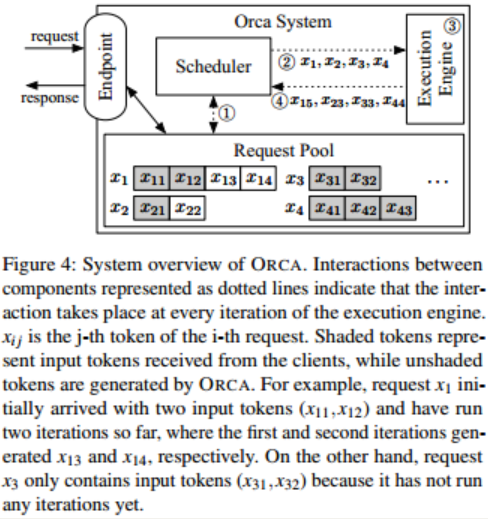 Orca System
request
response
Endpoint
Scheduler
② x1, x2, x3, x4
④ x15, x23, x33, x44
Execution
Engine
③
①
Request Pool
x1 x11 x12 x13 x14 x3 x31 x32 ...
x2 x21 x22 x4 x41 x42 x43
Figure 4: System overview of ORCA. Interactions between
components represented as dotted lines indicate that the inter-
action takes place at every iteration of the execution engine.
xij is the j-th token of the i-th request. Shaded tokens repre-
sent input tokens received from the clients, while unshaded
tokens are generated by ORCA. For example, request x1 ini-
tially arrived with two input tokens (x11,x12) and have run
two iterations so far, where the first and second iterations gen-
erated x13 and x14, respectively. On the other hand, request
x3 only contains input tokens (x31,x32) because it has not run
any iterations yet.